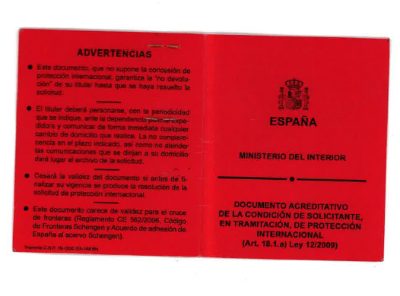 ADVERTENCIAS
● Este documento, que no supone la concesión de
protección internacional, garantiza la "no devolu-
ción" de su titular hasta que se haya resuelto la
solicitud.
● El titular deberá personarse, con la periodicidad
que se indique, ante la dependencia expe-
didora y comunicar de forma inmediata cualquier
cambio de domicilio que realice. La no compare-
cencia en el plazo indicado, así como no atender
las comunicaciones que se dirijan a su domicilio
dará lugar al archivo de la solicitud.
● Cesará la validez del documento si antes de fi-
nalizar su vigencia se produce la resolución de la
solicitud de protección internacional.
● Este documento carece de validez para el cruce
de fronteras (Reglamento CE 562/2006, Código
de Fronteras Schengen y Acuerdo de adhesión de
España al acervo Schengen).
ESPAÑA
MINISTERIO DEL INTERIOR
DOCUMENTO ACREDITATIVO
DE LA CONDICIÓN DE SOLICITANTE,
EN TRAMITACIÓN, DE PROTECCIÓN
INTERNACIONAL
(Art. 18.1.a) Ley 12/2009)